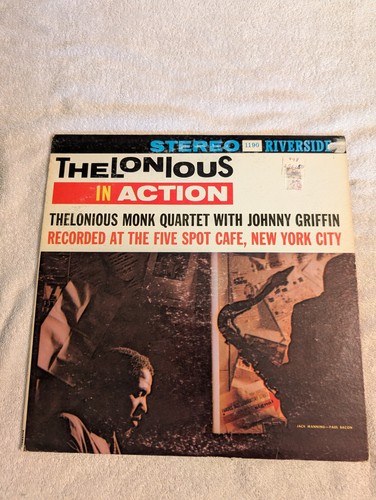 STEREO 1190 RIVERSIDE
THELONIOUS
IN ACTION
THELONIOUS MONK QUARTET WITH JOHNNY GRIFFIN
RECORDED AT THE FIVE SPOT CAFE, NEW YORK CITY